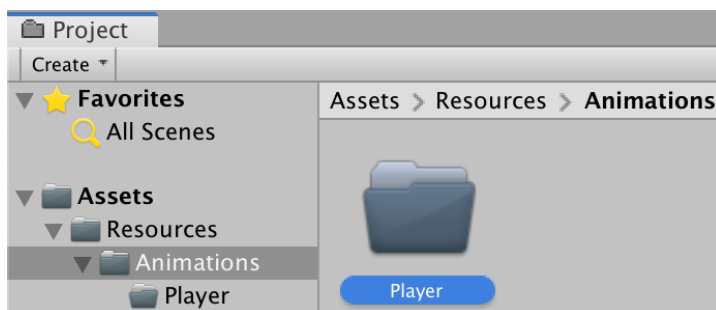 Project
Create
Favorites
All Scenes
Assets
Resources
Animations
Player
Assets > Resources > Animations
Player